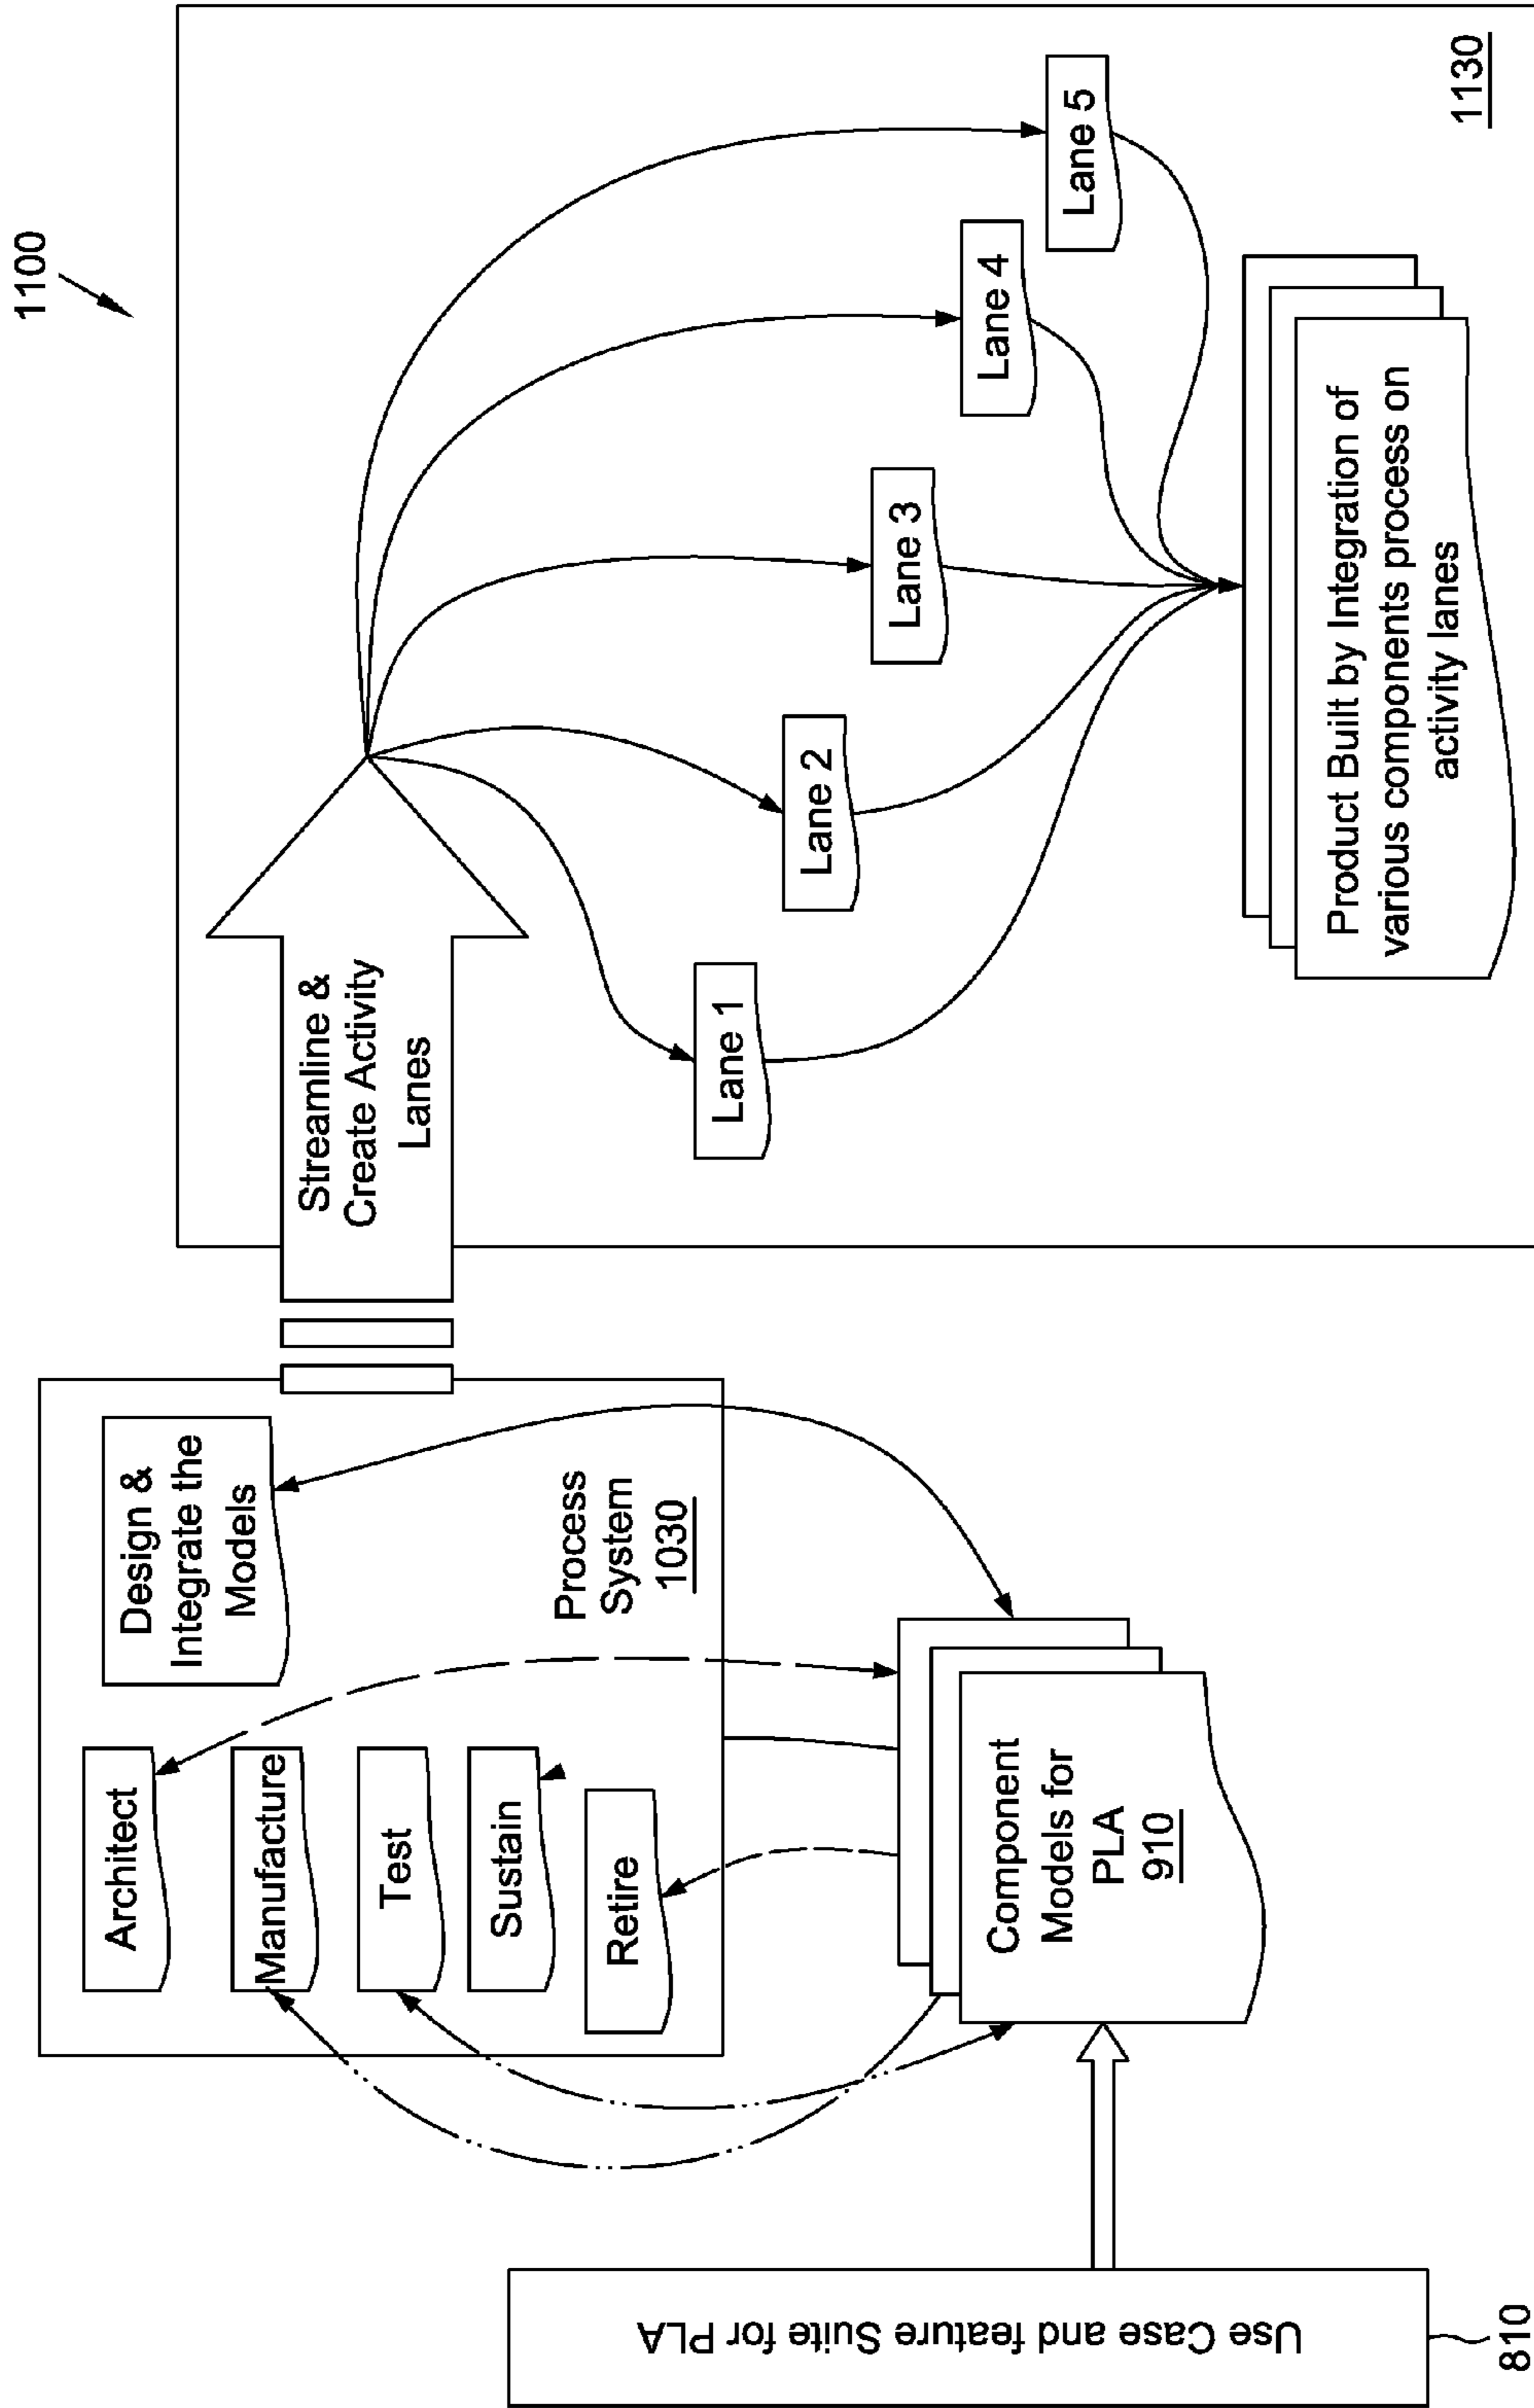 1100
Architect
Manufacture
Test
Sustain
Retire
Design &
Integrate the
Models
Process
System
1030
Streamline &
Create Activity
Lanes
Lane 1
Lane 2
Lane 3
Lane 4
Lane 5
Use Case and feature Suite for PLA
810
Component
Models for
PLA
910
Product Built by Integration of
various components process on
activity lanes
1130